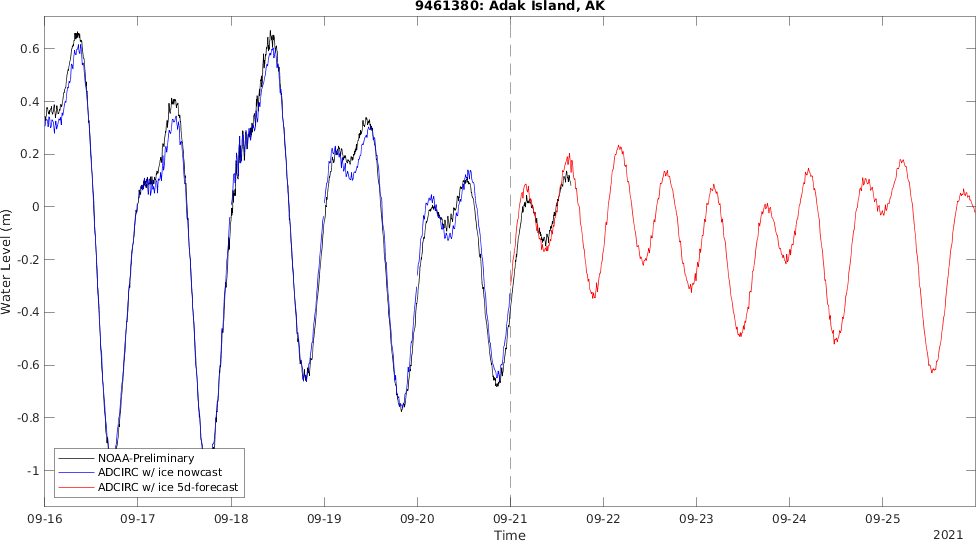 9461380: Adak Island, AK
Water Level (m)
0.6
0.4
0.2
0
-0.2
-0.4
-0.6
-0.8
-1
NOAA-Preliminary
ADCIRC w/ ice nowcast
ADCIRC w/ ice 5d-forecast
09-16 09-17 09-18 09-19 09-20 09-21 09-22 09-23 09-24 09-25
Time
2021